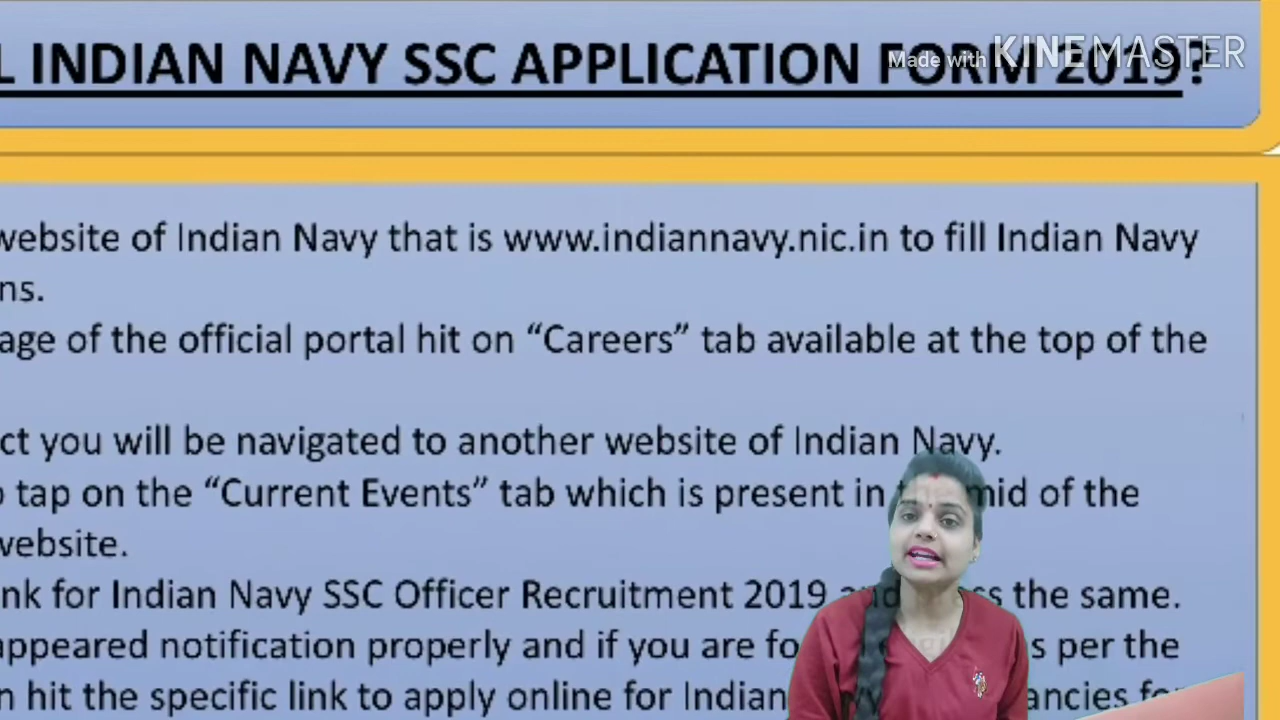 L INDIAN NAVY SSC APPLICATION FORM 2019?
Made with KINEMASTER
website of Indian Navy that is www.indiannavy.nic.in to fill Indian Navy
ns.
age of the official portal hit on “Careers” tab available at the top of the
ct you will be navigated to another website of Indian Navy.
o tap on the “Current Events” tab which is present in mid of the
website.
nk for Indian Navy SSC Officer Recruitment 2019 the same.
appeared notification properly and if you are s per the
n hit the specific link to apply online for Indian